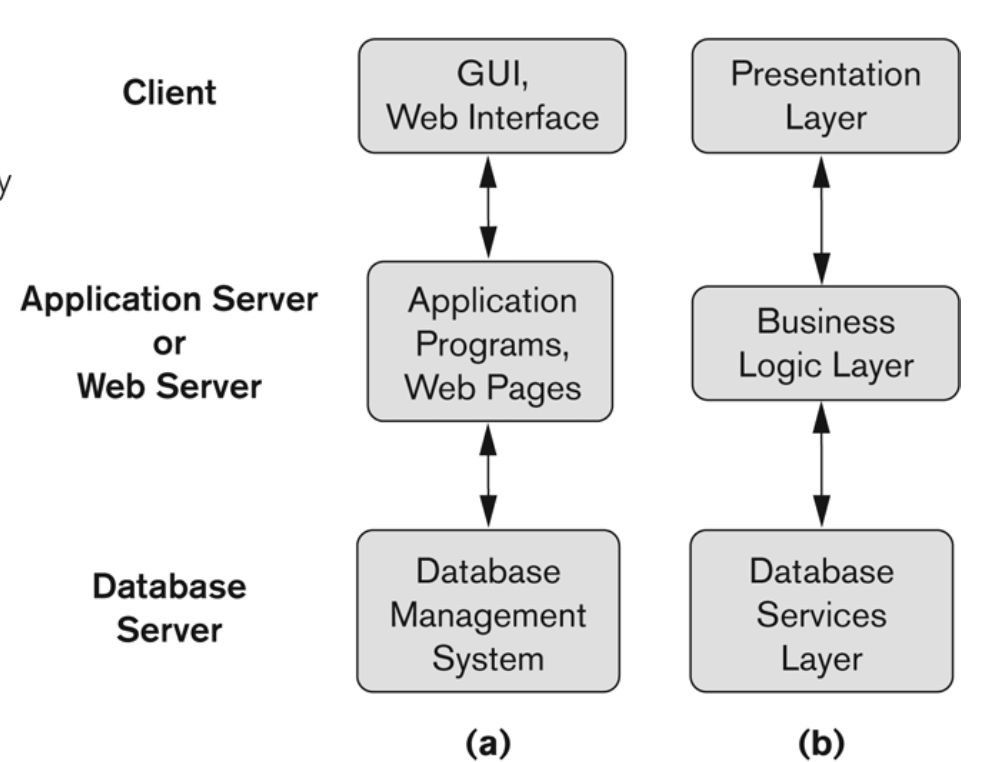 Client
GUI,
Web Interface
Presentation
Layer
y
Application Server
or
Web Server
Application
Programs,
Web Pages
Business
Logic Layer
Database
Server
Database
Management
System
Database
Services
Layer
(a)
(b)